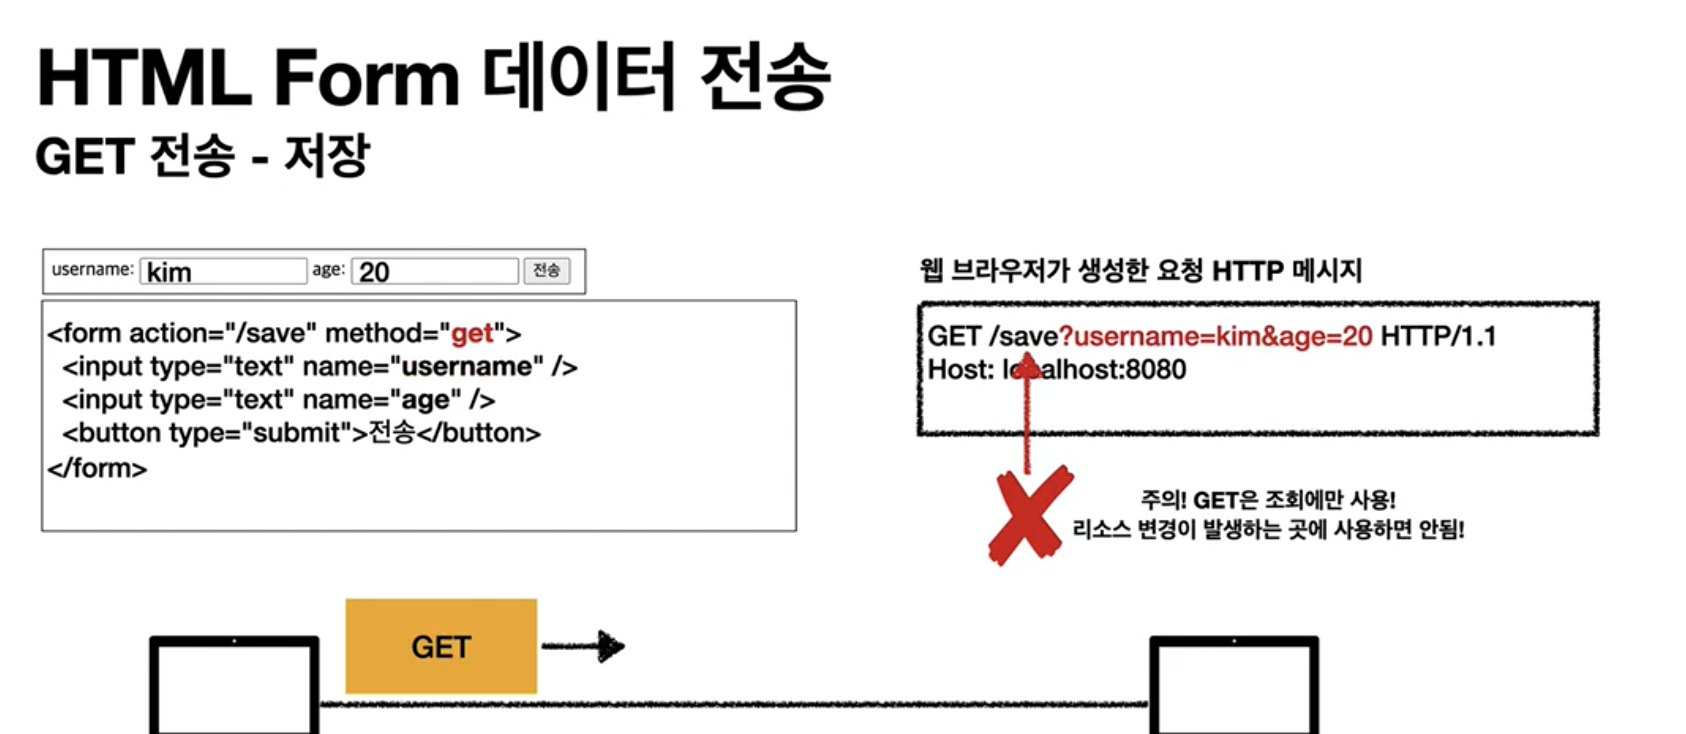 HTML Form 데이터 전송
GET 전송 - 저장
username: kim age: 20 전송
<form action="/save" method="get">
<input type="text" name="username" />
<input type="text" name="age" />
<button type="submit">전송</button>
</form>
웹 브라우저가 생성한 요청 HTTP 메시지
GET /save?username=kim&age=20 HTTP/1.1
Host: localhost:8080
주의! GET은 조회에만 사용!
리소스 변경이 발생하는 곳에 사용하면 안됨!
GET